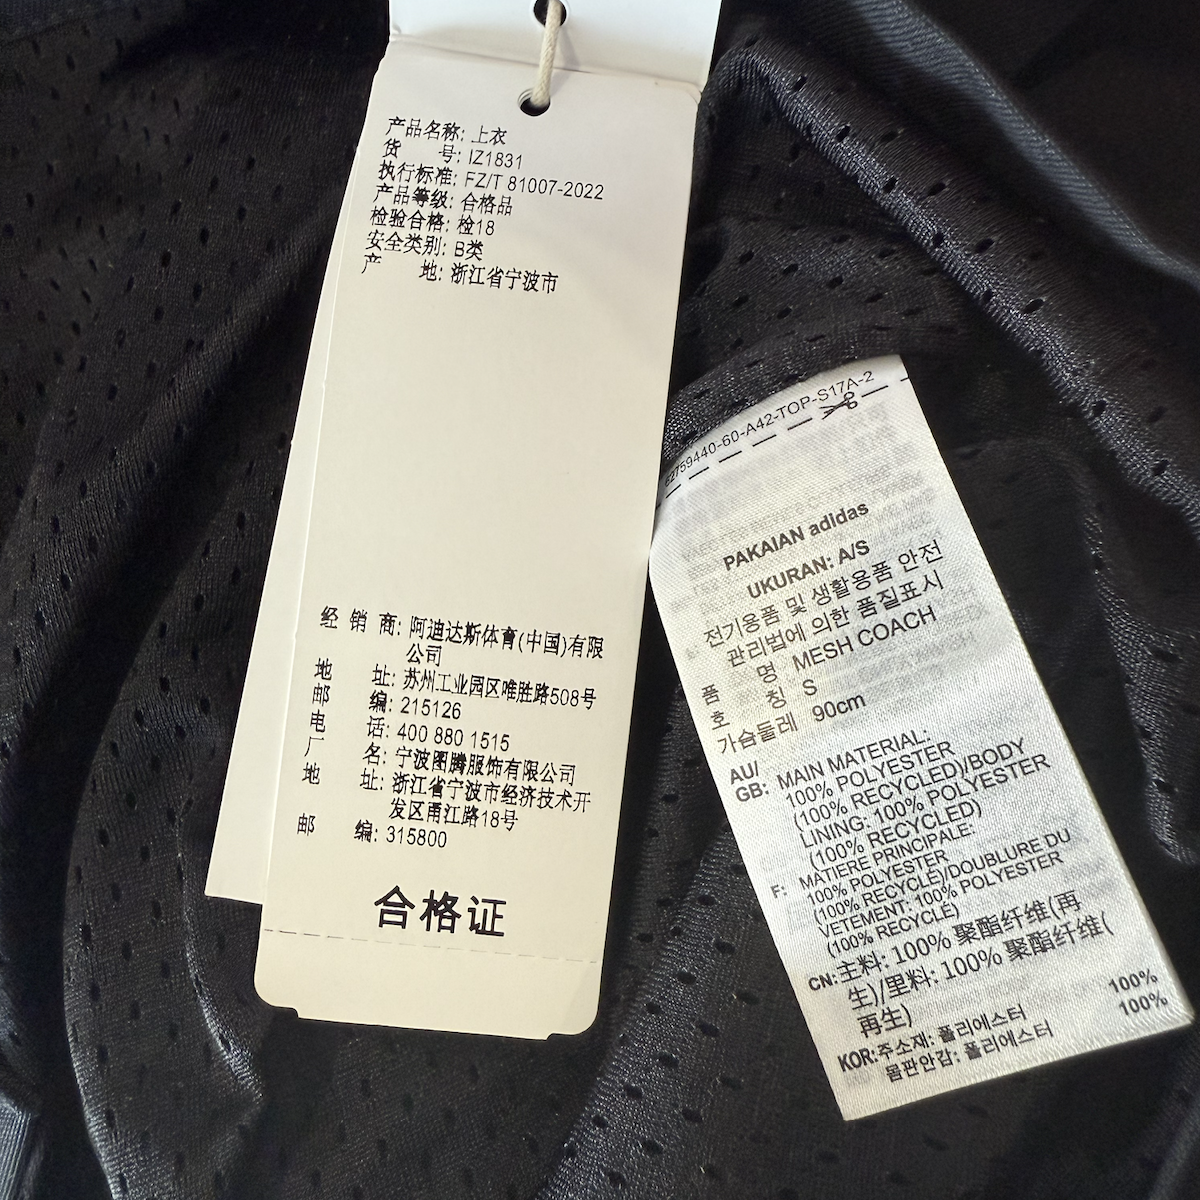 产品名称: 上衣
货 号: IZ1831
执行标准: FZ/T 81007-2022
产品等级: 合格品
检验合格: 检18
安全类别: B类
产 地: 浙江省宁波市
经 销 商: 阿迪达斯体育(中国)有限
公司
地 址: 苏州工业园区唯胜路508号
邮 编: 215126
电 话: 400 880 1515
厂 名: 宁波图腾服饰有限公司
地 址: 浙江省宁波市经济技术开
发区甬江路18号
邮 编: 315800
合格证
52759440-60-A42-TOP-S17A-2
PAKAIAN adidas
UKURAN: A/S
전기용품 및 생활용품 안전
관리법에 의한 품질표시
품 명 MESH COACH
호 칭 S
가슴둘레 90cm
AU/
GB: MAIN MATERIAL:
100% POLYESTER
(100% RECYCLED)/BODY
LINING: 100% POLYESTER
(100% RECYCLED)
F: MATIERE PRINCIPALE:
100% POLYESTER
(100% RECYCLÉ)/DOUBLURE DU
VETEMENT: 100% POLYESTER
(100% RECYCLÉ)
CN: 主料: 100% 聚酯纤维(再
生)/里料: 100% 聚酯纤维(
再生)
KOR: 주소재: 폴리에스터 100%
몸판안감: 폴리에스터 100%